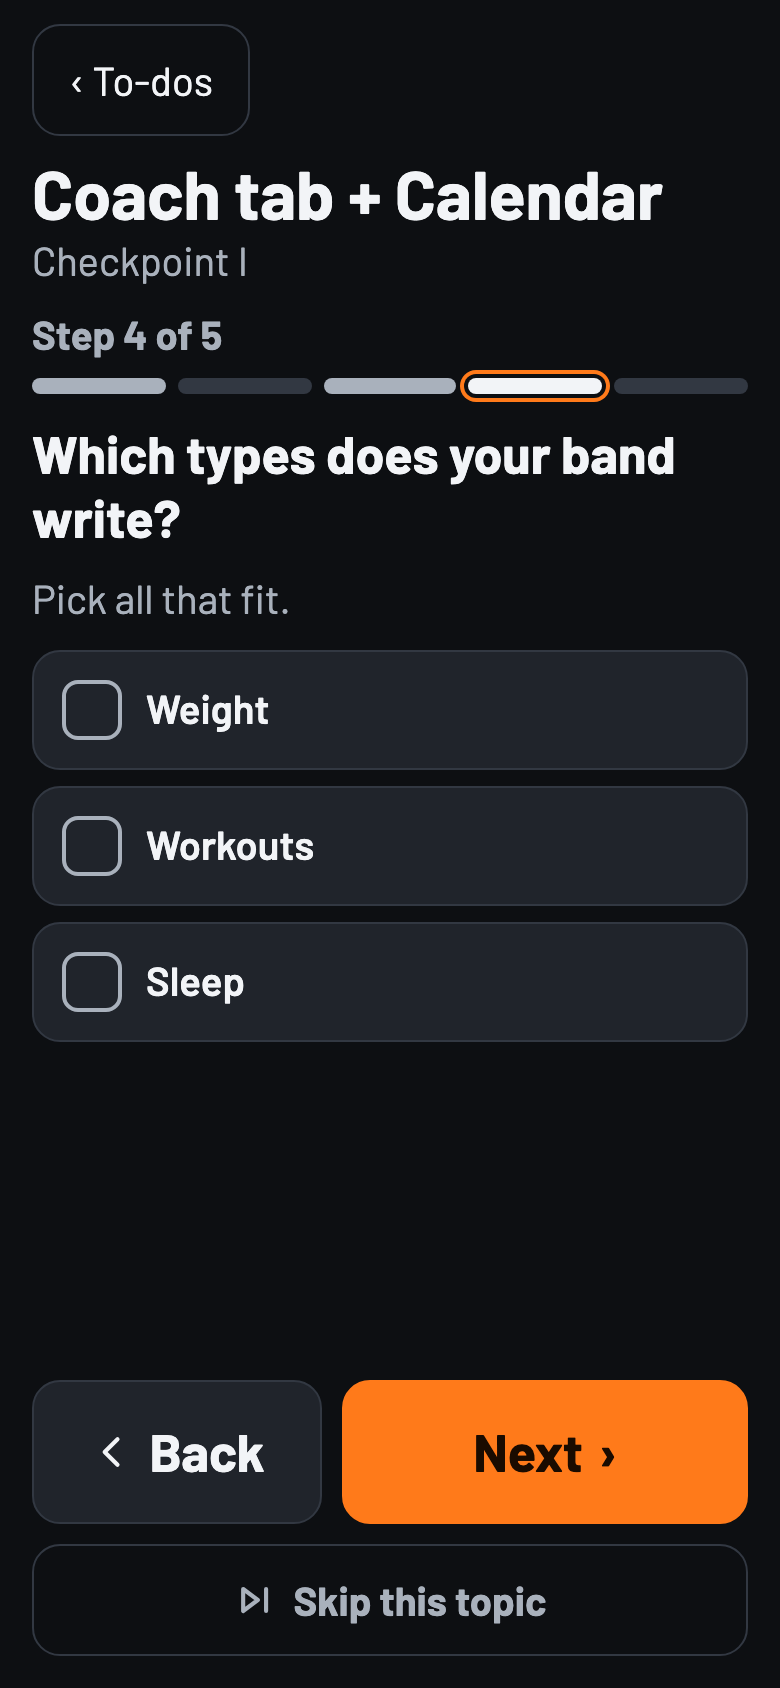 ‹ To-dos
Coach tab + Calendar
Checkpoint I
Step 4 of 5
Which types does your band
write?
Pick all that fit.
Weight
Workouts
Sleep
Back
Next ›
Skip this topic